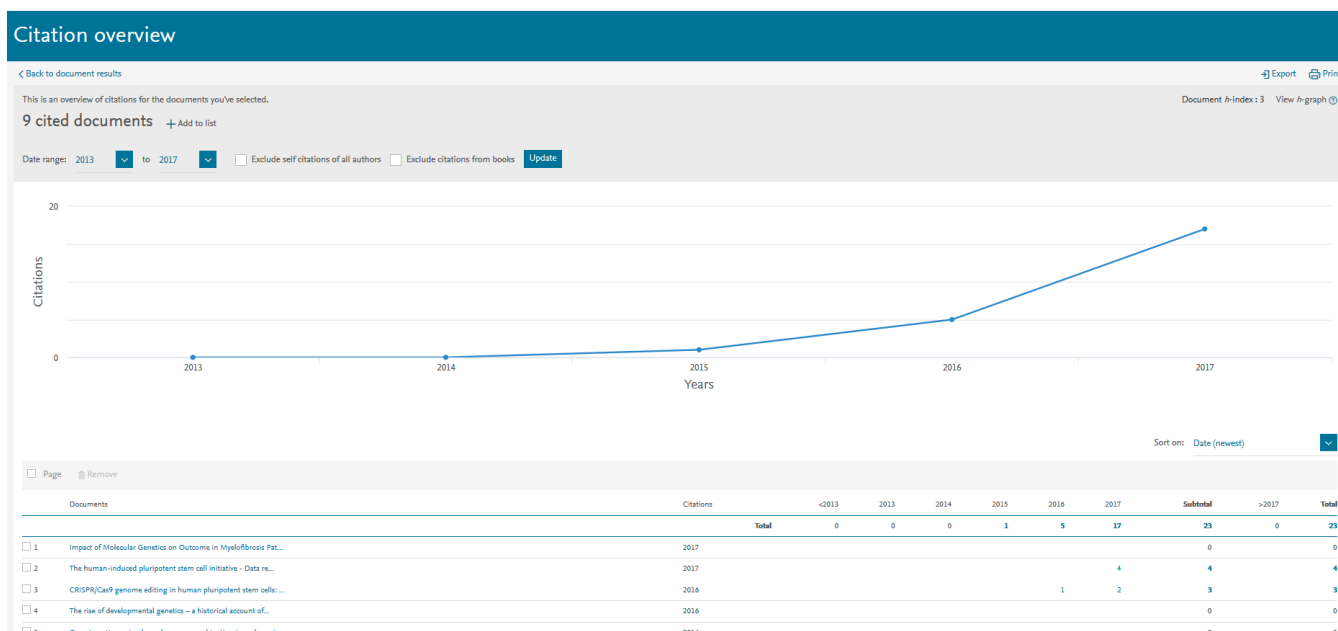 Citation overview
Back to document results Export Print
This is an overview of citations for the documents you've selected. Document h-index : 3 View h-graph
9 cited documents + Add to list
Date range: 2013 to 2017 Exclude self citations of all authors Exclude citations from books Update
20
Citations
0
2013 2014 2015 2016 2017
Years
Sort on: Date (newest)
Page Remove
Documents Citations <2013 2013 2014 2015 2016 2017 Subtotal >2017 Total
Total 0 0 0 1 5 17 23 0 23
1 Impact of Molecular Genetics on Outcome in Myelofibrosis Pat... 2017 0 0
2 The human-induced pluripotent stem cell initiative - Data re... 2017 4 4 4
3 CRISPR/Cas9 genome editing in human pluripotent stem cells: ... 2016 1 2 3 3
4 The rise of developmental genetics – a historical account of... 2016 0 0